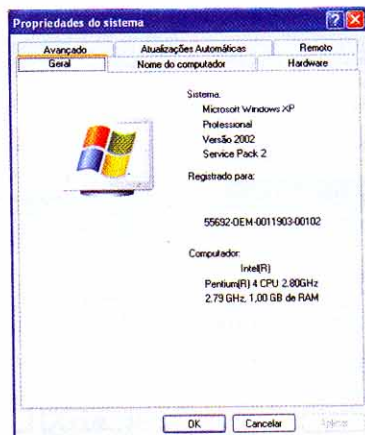 Propriedades do sistema
Avançado Atualizações Automáticas Remoto
Geral Nome do computador Hardware
Sistema:
Microsoft Windows XP
Professional
Versão 2002
Service Pack 2
Registrado para:
55692-OEM-0011903-00102
Computador:
Intel(R)
Pentium(R) 4 CPU 2.80GHz
2.79 GHz, 1,00 GB de RAM
OK Cancelar Aplicar